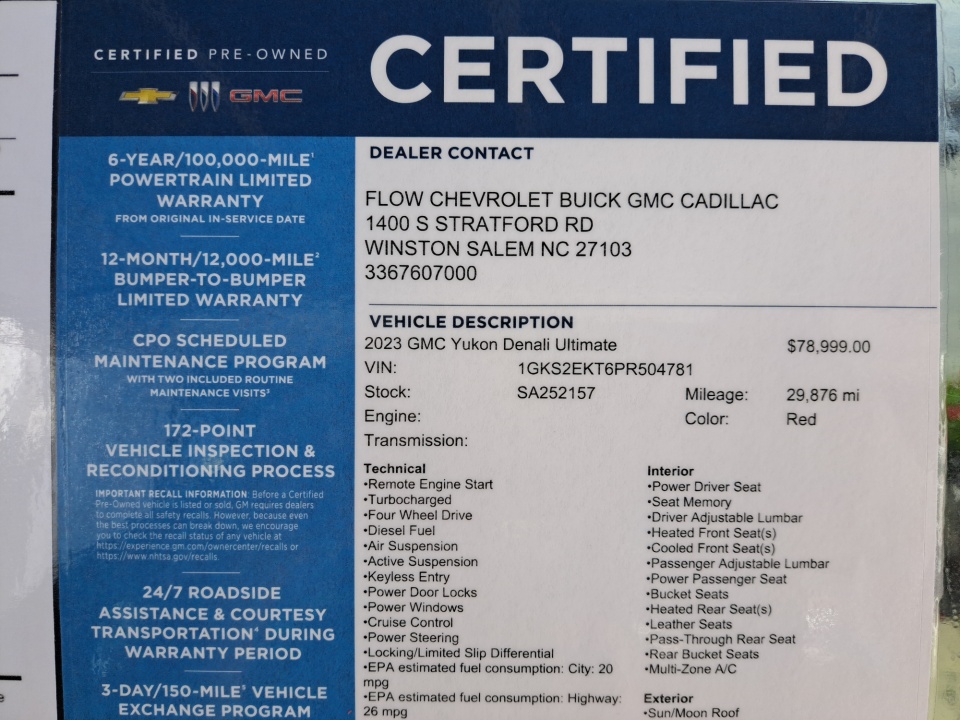 CERTIFIED PRE-OWNED
GMC
CERTIFIED
6-YEAR/100,000-MILE¹
POWERTRAIN LIMITED
WARRANTY
FROM ORIGINAL IN-SERVICE DATE
12-MONTH/12,000-MILE²
BUMPER-TO-BUMPER
LIMITED WARRANTY
CPO SCHEDULED
MAINTENANCE PROGRAM
WITH TWO INCLUDED ROUTINE
MAINTENANCE VISITS³
172-POINT
VEHICLE INSPECTION &
RECONDITIONING PROCESS
IMPORTANT RECALL INFORMATION: Before a Certified
Pre-Owned vehicle is listed or sold, GM requires dealers
to complete all safety recalls. However, because even
the best processes can break down, we encourage
you to check the recall status of any vehicle at
https://experience.gm.com/ownercenter/recalls or
https://www.nhtsa.gov/recalls.
24/7 ROADSIDE
ASSISTANCE & COURTESY
TRANSPORTATION⁴ DURING
WARRANTY PERIOD
3-DAY/150-MILE⁵ VEHICLE
EXCHANGE PROGRAM
DEALER CONTACT
FLOW CHEVROLET BUICK GMC CADILLAC
1400 S STRATFORD RD
WINSTON SALEM NC 27103
3367607000
VEHICLE DESCRIPTION
2023 GMC Yukon Denali Ultimate $78,999.00
VIN: 1GKS2EKT6PR504781
Stock: SA252157 Mileage: 29,876 mi
Engine: Color: Red
Transmission:
Technical
•Remote Engine Start
•Turbocharged
•Four Wheel Drive
•Diesel Fuel
•Air Suspension
•Active Suspension
•Keyless Entry
•Power Door Locks
•Power Windows
•Cruise Control
•Power Steering
•Locking/Limited Slip Differential
•EPA estimated fuel consumption: City: 20
mpg
•EPA estimated fuel consumption: Highway:
26 mpg
Interior
•Power Driver Seat
•Seat Memory
•Driver Adjustable Lumbar
•Heated Front Seat(s)
•Cooled Front Seat(s)
•Passenger Adjustable Lumbar
•Power Passenger Seat
•Bucket Seats
•Heated Rear Seat(s)
•Leather Seats
•Pass-Through Rear Seat
•Rear Bucket Seats
•Multi-Zone A/C
Exterior
•Sun/Moon Roof